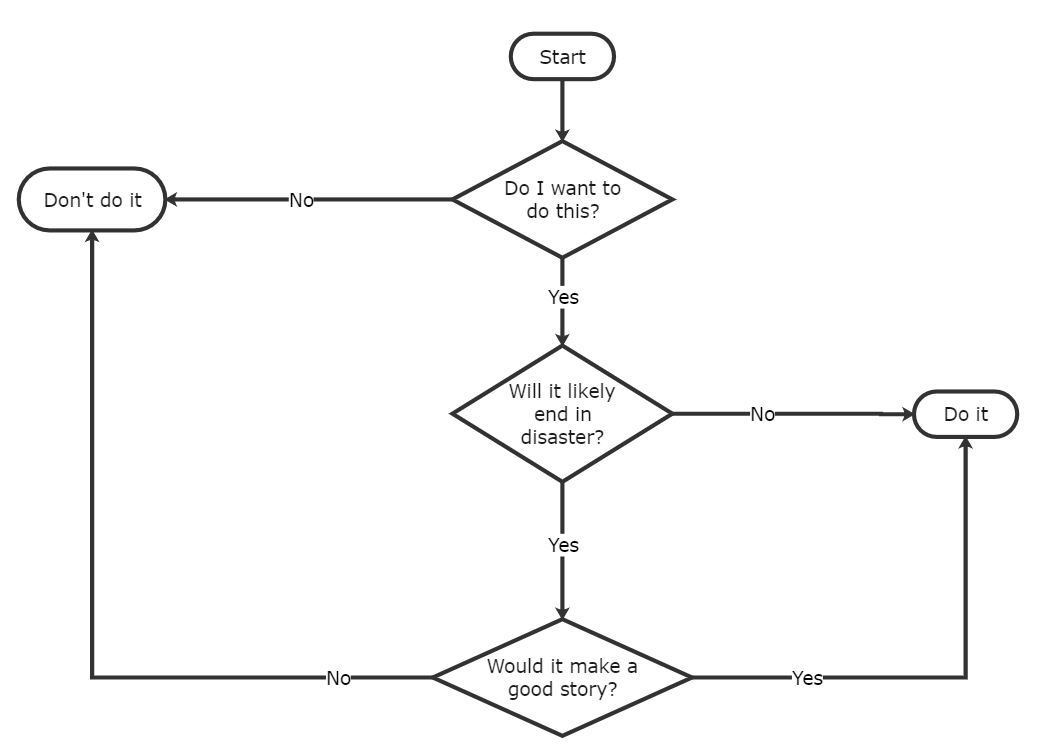 Start
Do I want to
do this?
No
Don't do it
Yes
Will it likely
end in
disaster?
No
Do it
Yes
Would it make a
good story?
No
Yes